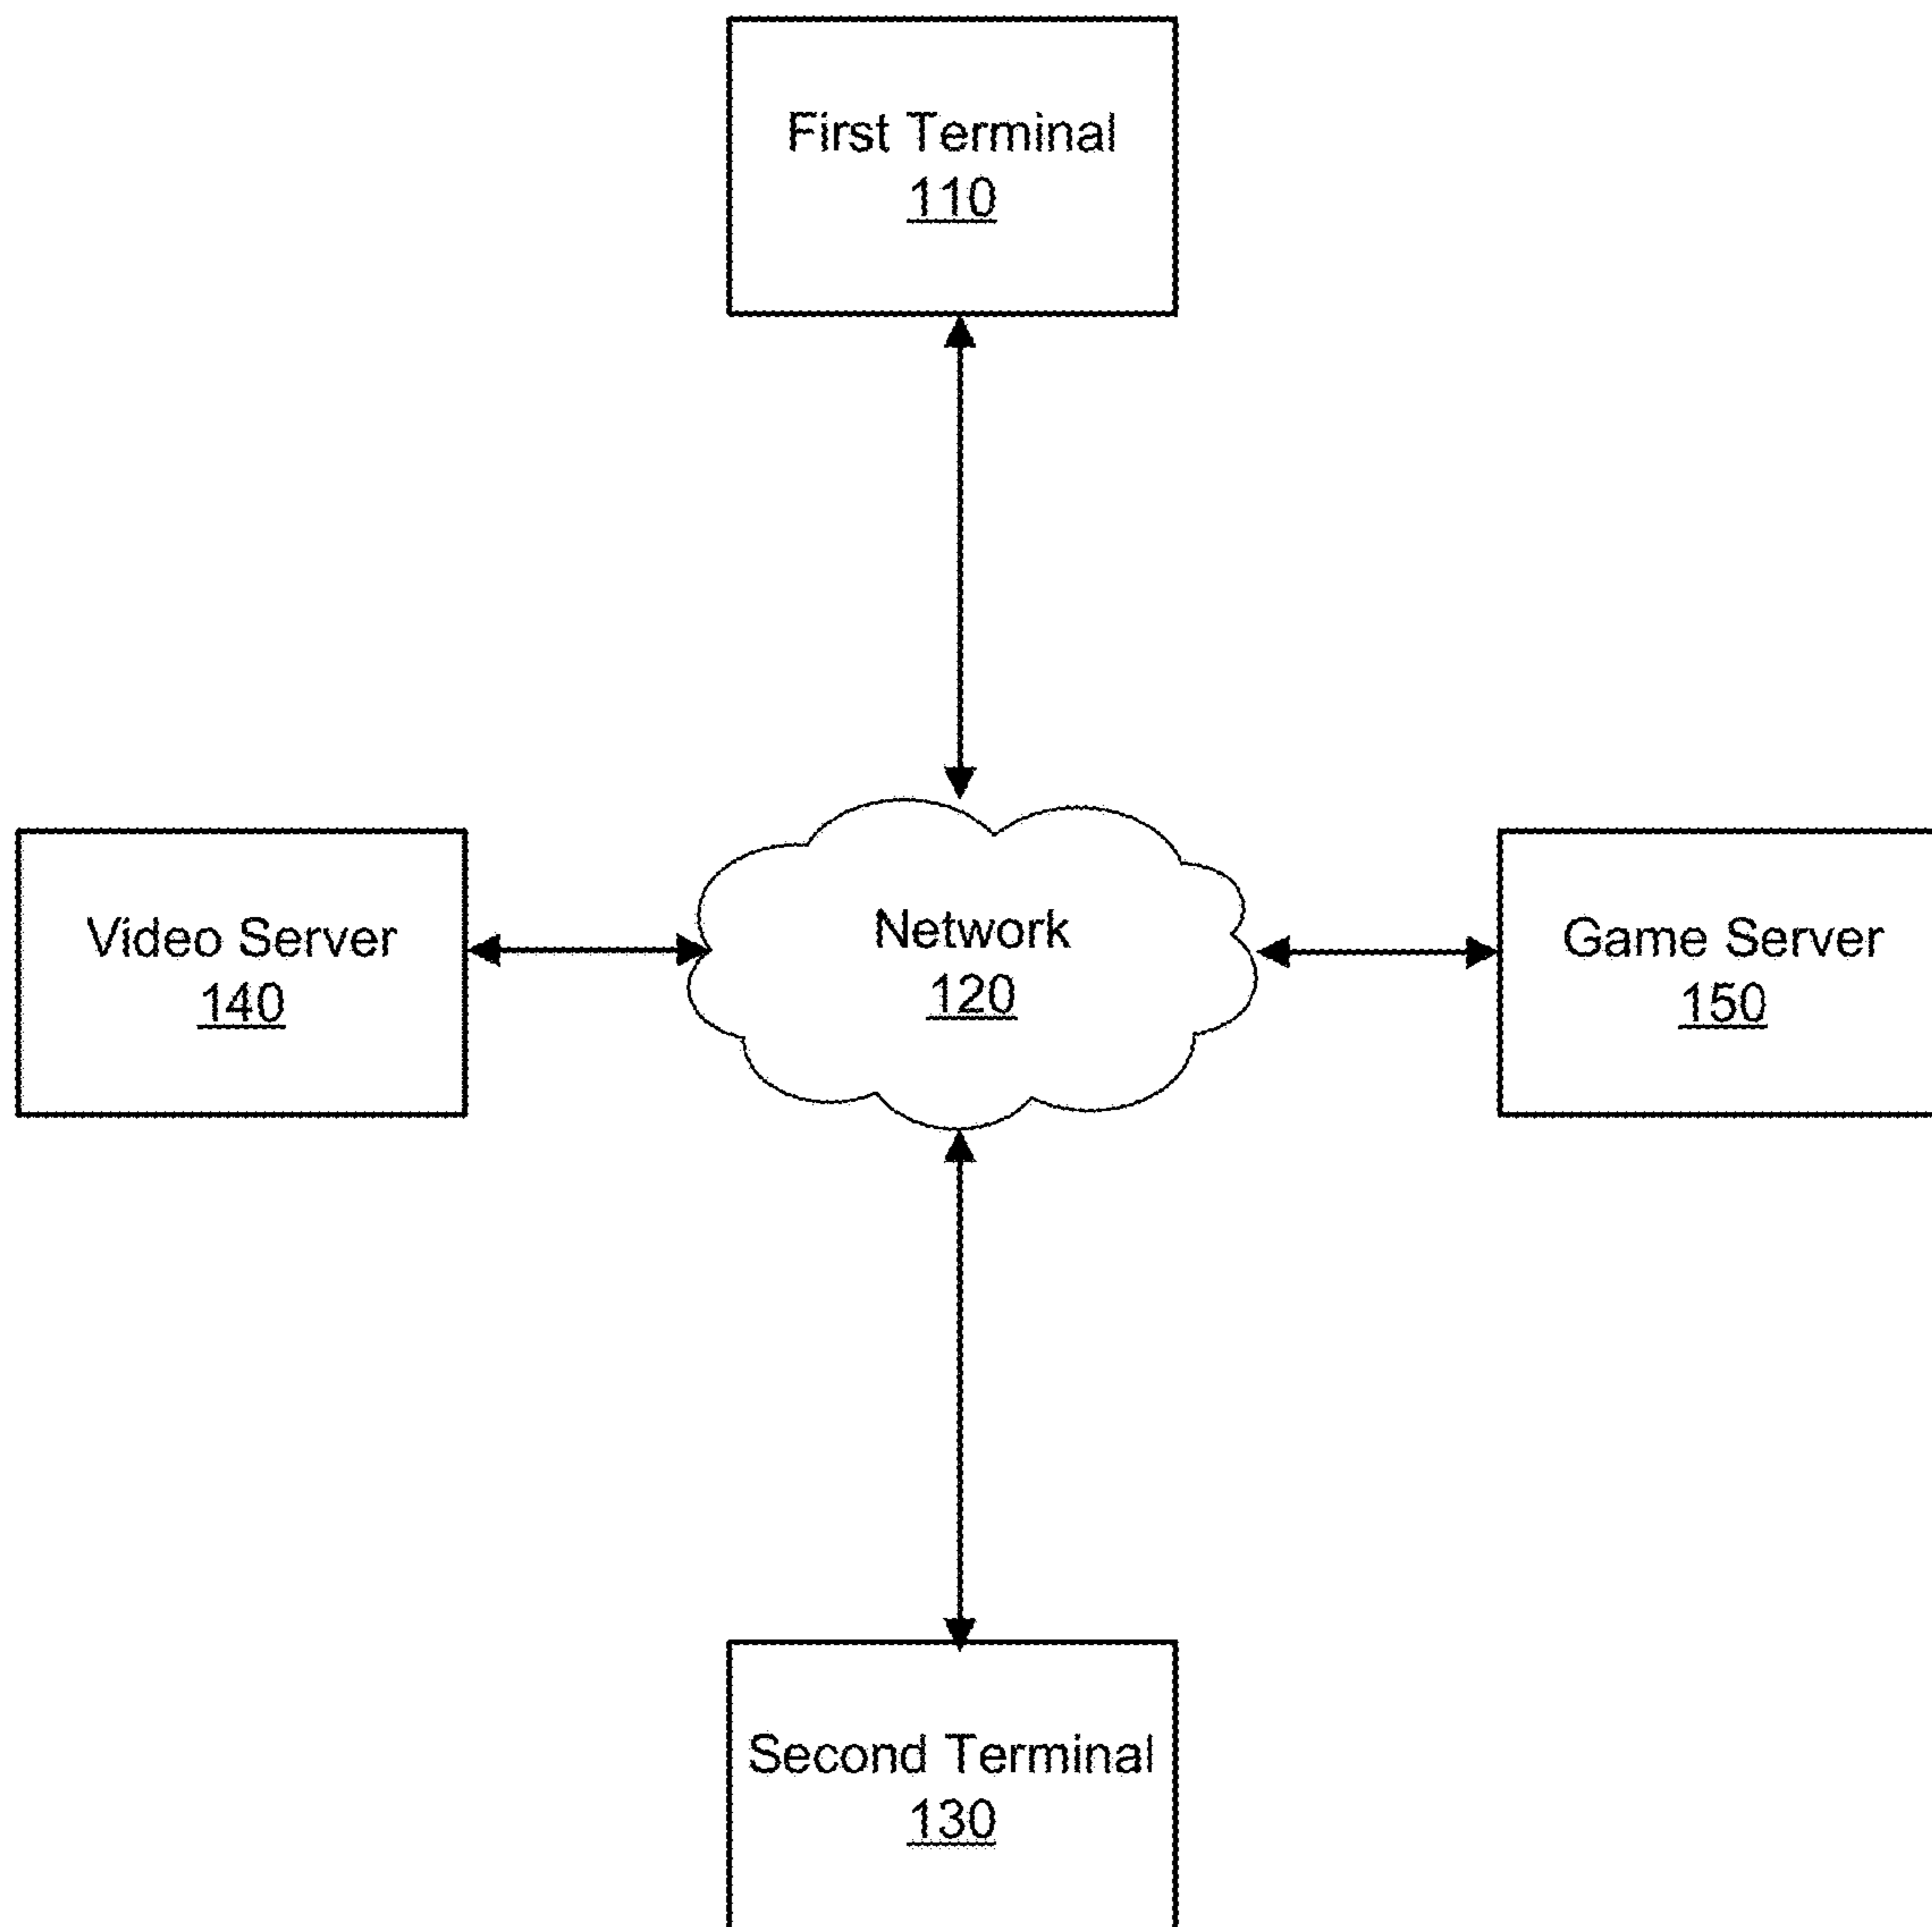 First Terminal
110
Video Server
140
Network
120
Game Server
150
Second Terminal
130